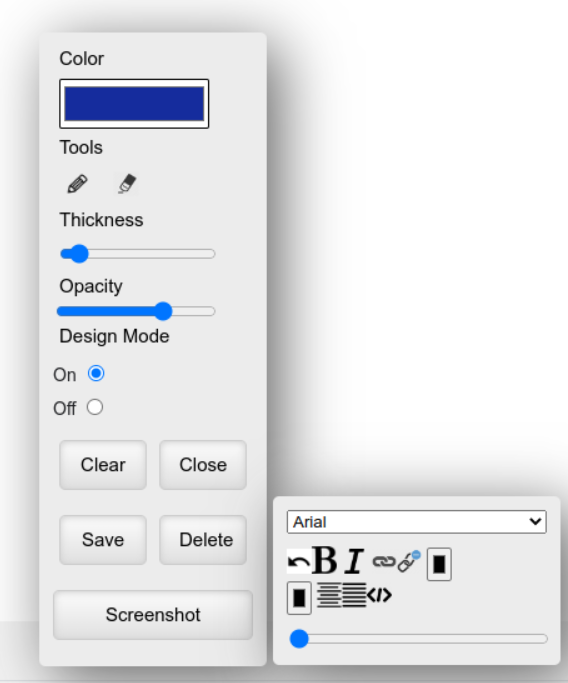 Color
Tools
Thickness
Opacity
Design Mode
On
Off
Clear Close
Save Delete
Screenshot
Arial
B I
</>